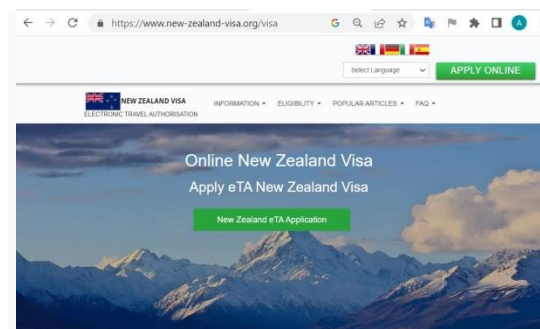 https://www.new-zealand-visa.org/visa
Select Language
APPLY ONLINE
NEW ZEALAND VISA
ELECTRONIC TRAVEL AUTHORISATION
INFORMATION
ELIGIBILITY
POPULAR ARTICLES
FAQ
Online New Zealand Visa
Apply eTA New Zealand Visa
New Zealand eTA Application